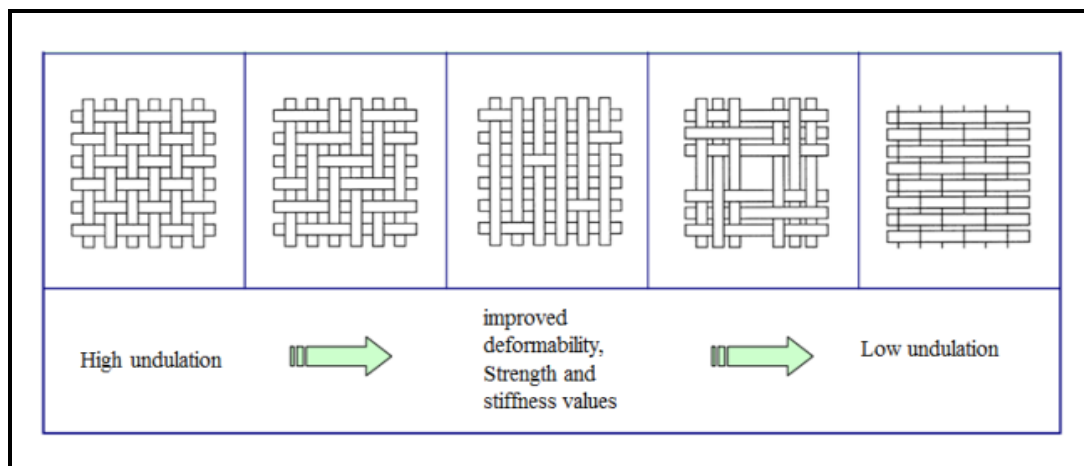 High undulation
improved
deformability,
Strength and
stiffness values
Low undulation